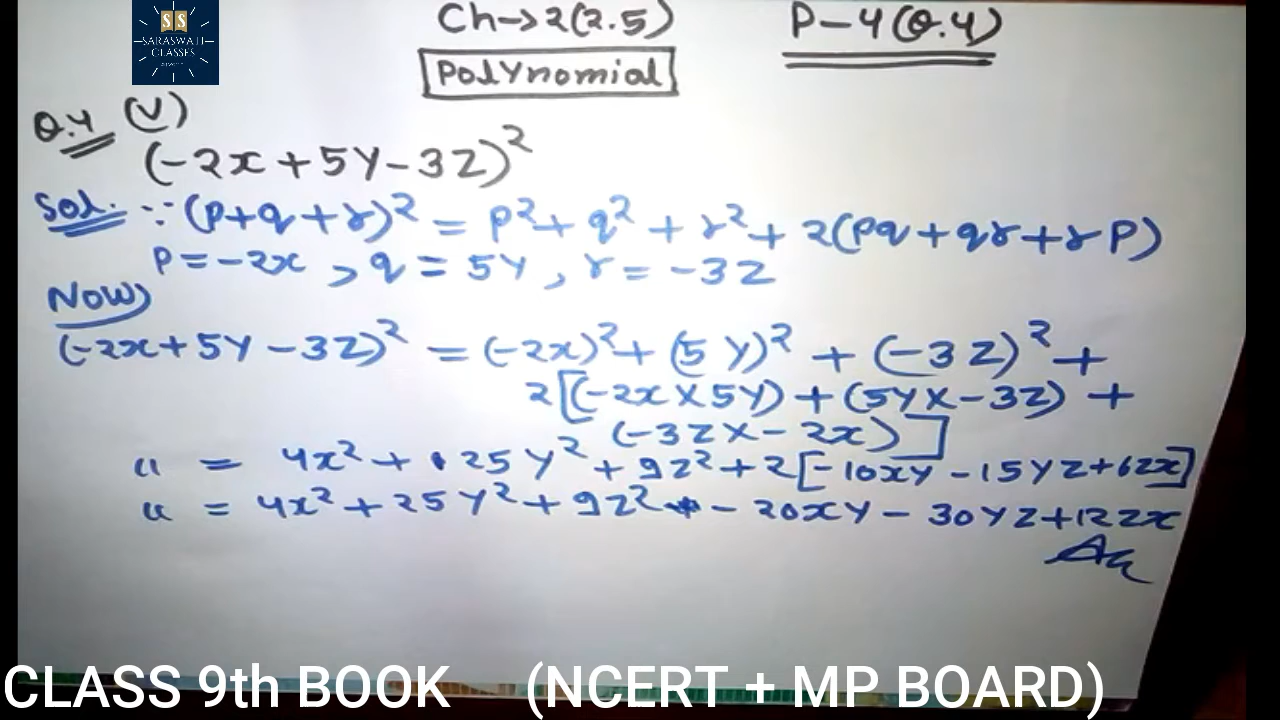 SS
SARASWATI
CLASSES
Ch→2(2.5)
P-4(Q.4)
Polynomial
Q.4 (V)
(-2x+5y-3z)²
Sol. ∵(p+q+r)² = p²+q²+r²+2(pq+qr+rp)
p=-2x, q=5y, r=-3z
Now,
(-2x+5y-3z)² = (-2x)²+(5y)²+(-3z)²+
2[(-2x×5y)+(5y×-3z)+
(-3z×-2x)]
" = 4x²+25y²+9z²+2[-10xy-15yz+6zx]
" = 4x²+25y²+9z²-20xy-30yz+12zx
CLASS 9th BOOK (NCERT + MP BOARD)